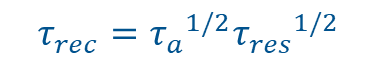 τ_rec = τ_a^{1/2} τ_res^{1/2}